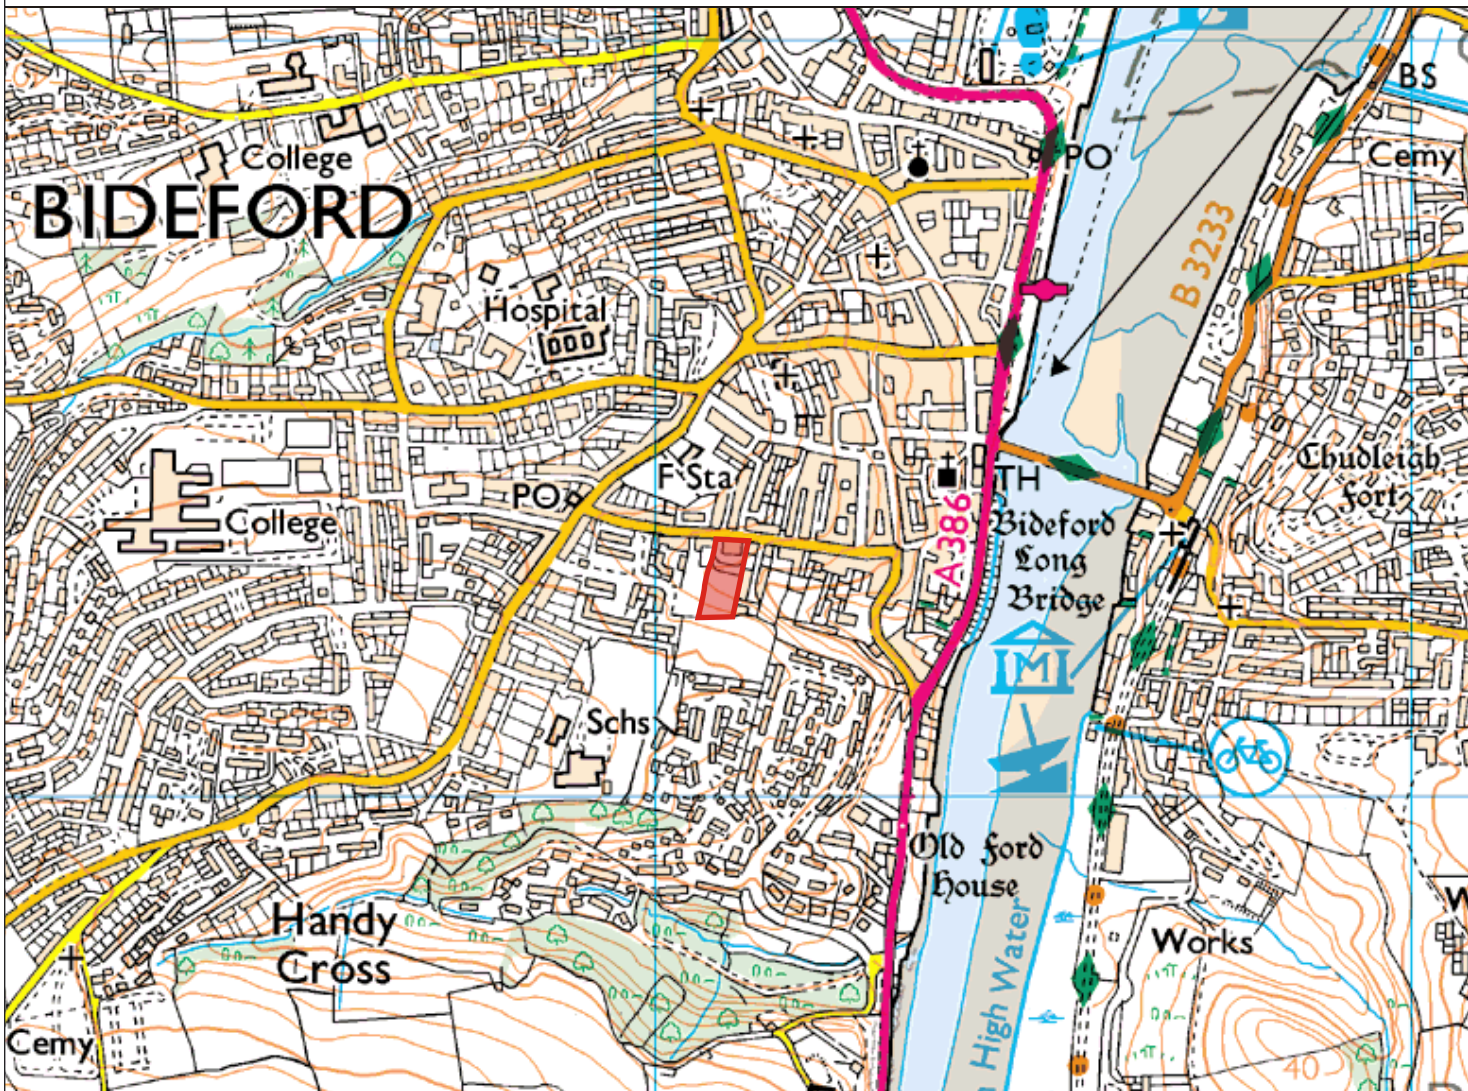 BS
College
PO
Cemy
BIDEFORD
B 3233
Hospital
Chudleigh
Fort
F Sta
TH
PO
College
A 386
Bideford
Long
Bridge
M
Schs
Old Ford
House
Handy
Cross
Works
W
High Water
Cemy
40